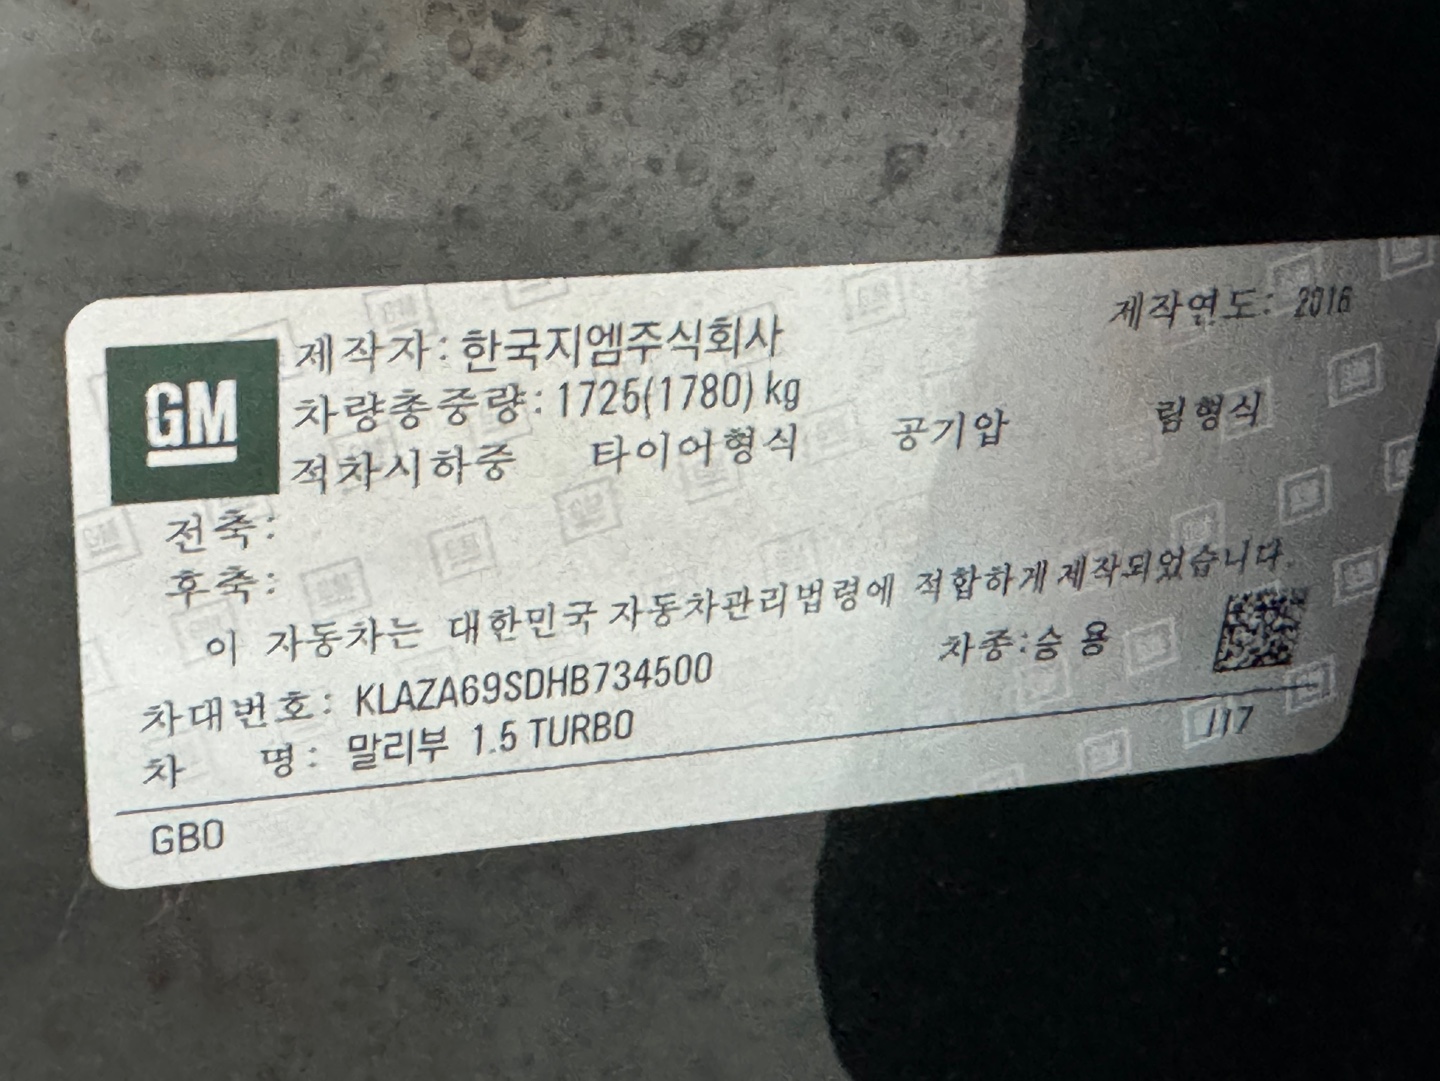 제작연도: 2016
GM
제작자: 한국지엠주식회사
차량총중량: 1725(1780) kg
적차시하중 타이어형식 공기압 림형식
전축:
후축:
이 자동차는 대한민국 자동차관리법령에 적합하게 제작되었습니다.
차대번호: KLAZA69SDHB734500 차종:승 용
차 명: 말리부 1.5 TURBO
J17
GB0